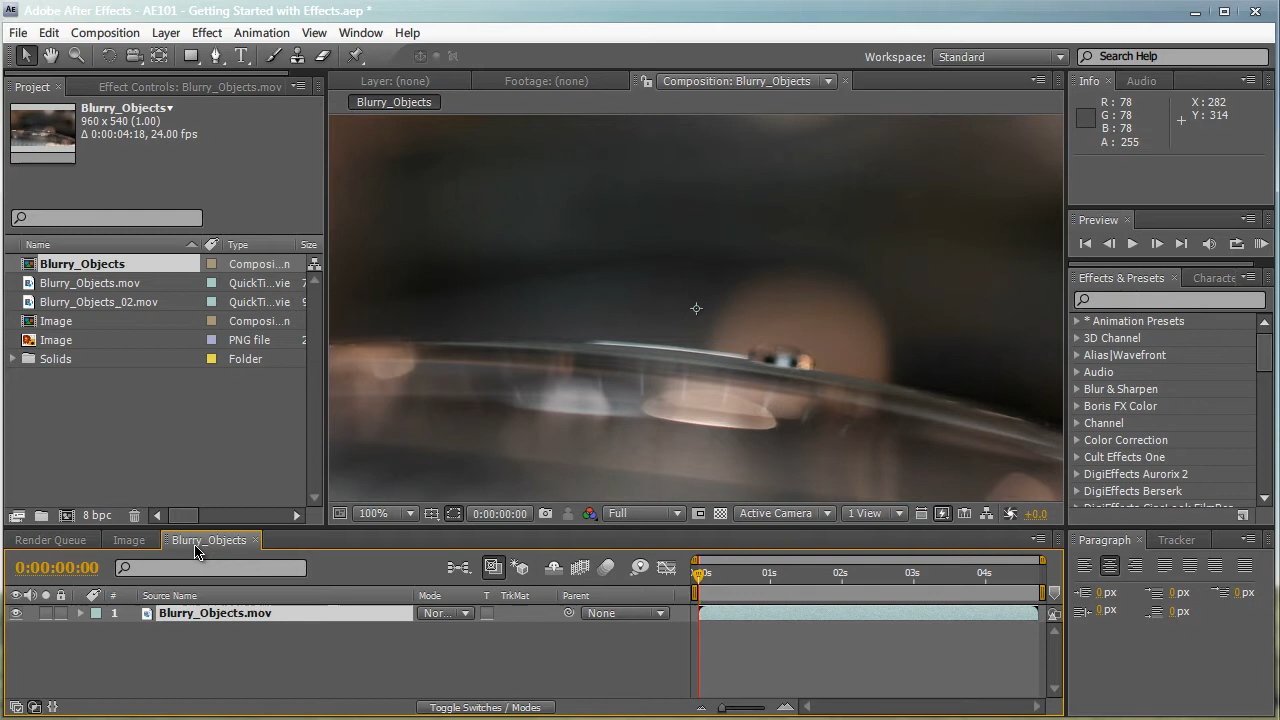 Adobe After Effects - AE101 - Getting Started with Effects.aep *
File Edit Composition Layer Effect Animation View Window Help
Workspace: Standard Search Help
Project Effect Controls: Blurry_Objects.mov
Layer: (none) Footage: (none) Composition: Blurry_Objects
Info Audio
Blurry_Objects▾
960 x 540 (1.00)
Δ 0:00:04:18, 24.00 fps
Blurry_Objects
R : 78
G : 78
B : 78
A : 255
X : 282
Y : 314
Preview
Effects & Presets Characte
Name Type Size
Blurry_Objects Composi...n
Blurry_Objects.mov QuickTi...vie
Blurry_Objects_02.mov QuickTi...vie
Image Composi...n
Image PNG file
Solids Folder
* Animation Presets
3D Channel
Alias|Wavefront
Audio
Blur & Sharpen
Boris FX Color
Channel
Color Correction
Cult Effects One
DigiEffects Aurorix 2
DigiEffects Berserk
8 bpc
100% 0:00:00:00 Full Active Camera 1 View +0.0
Render Queue Image Blurry_Objects
Paragraph Tracker
0:00:00:00
01s 02s 03s 04s
# Source Name Mode T TrkMat Parent
1 Blurry_Objects.mov Nor... None
0 px 0 px 0 px
0 px 0 px
Toggle Switches / Modes